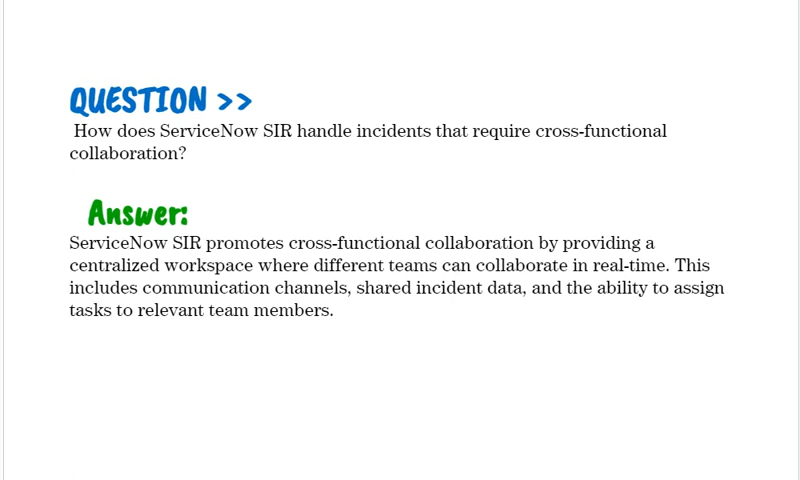 QUESTION >>
How does ServiceNow SIR handle incidents that require cross-functional
collaboration?
Answer:
ServiceNow SIR promotes cross-functional collaboration by providing a
centralized workspace where different teams can collaborate in real-time. This
includes communication channels, shared incident data, and the ability to assign
tasks to relevant team members.